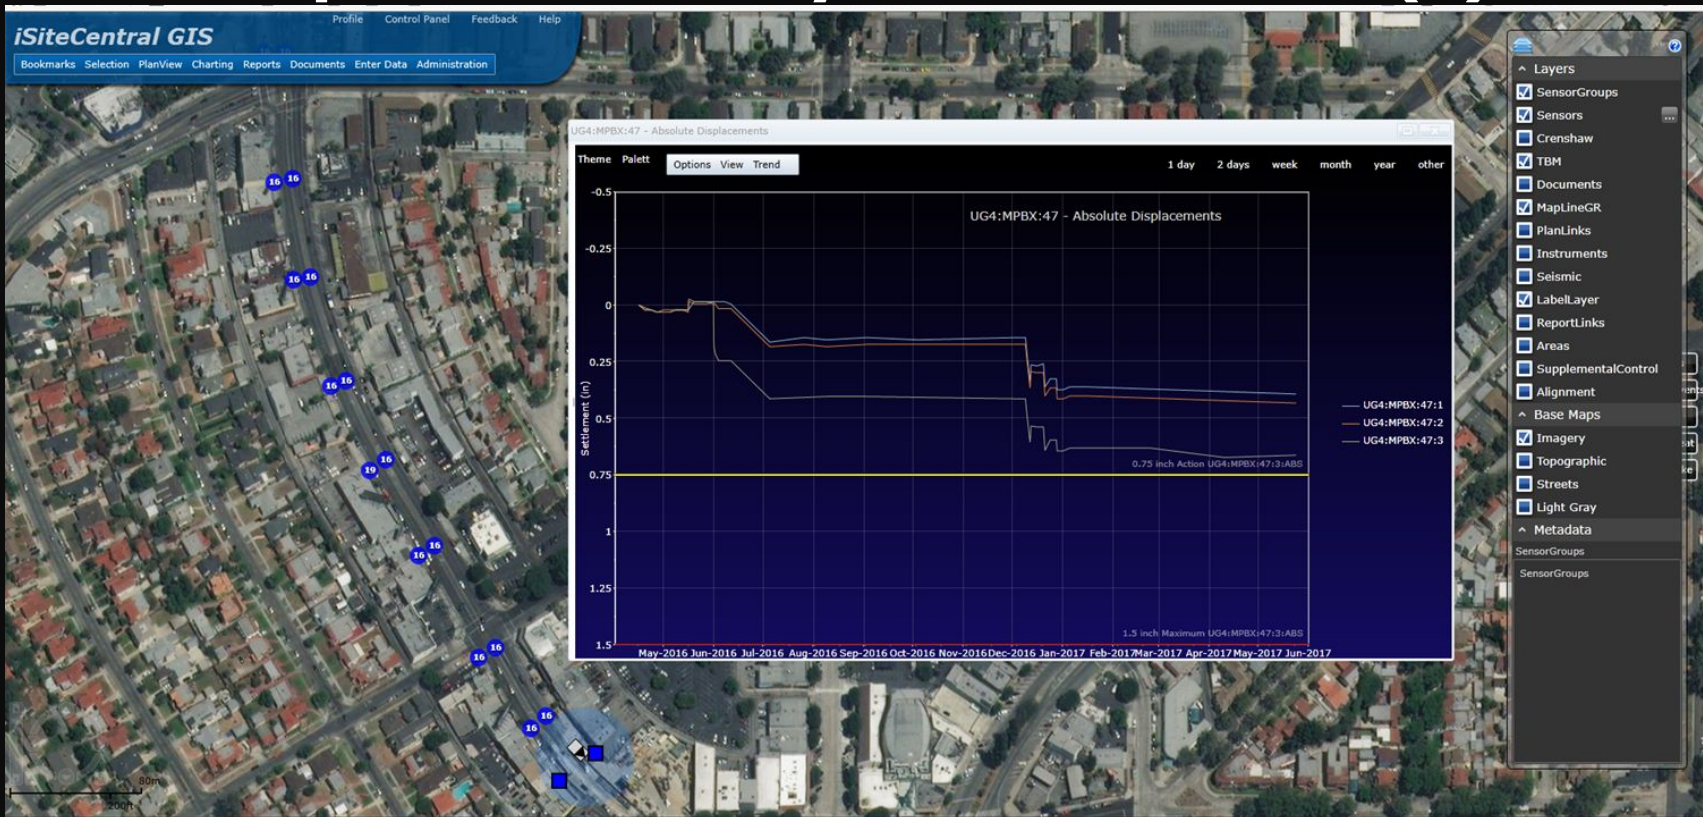 Profile Control Panel Feedback Help
iSiteCentral GIS
Bookmarks Selection PlanView Charting Reports Documents Enter Data Administration
UG4:MPBX:47 - Absolute Displacements
Theme Palett Options View Trend 1 day 2 days week month year other
UG4:MPBX:47 - Absolute Displacements
-0.5
-0.25
0
0.25
0.5
0.75
1
1.25
1.5
Settlement (in)
UG4:MPBX:47:1
UG4:MPBX:47:2
UG4:MPBX:47:3
0.75 inch Action UG4:MPBX:47:3:ABS
1.5 inch Maximum UG4:MPBX:47:3:ABS
May-2016 Jun-2016 Jul-2016 Aug-2016 Sep-2016 Oct-2016 Nov-2016 Dec-2016 Jan-2017 Feb-2017 Mar-2017 Apr-2017 May-2017 Jun-2017
16 16
16 16
16 16
19 16
16 16
16 16
16 16
80m
200ft
Layers
SensorGroups
Sensors ...
Crenshaw
TBM
Documents
MapLineGR
PlanLinks
Instruments
Seismic
LabelLayer
ReportLinks
Areas
SupplementalControl
Alignment
Base Maps
Imagery
Topographic
Streets
Light Gray
Metadata
SensorGroups
SensorGroups